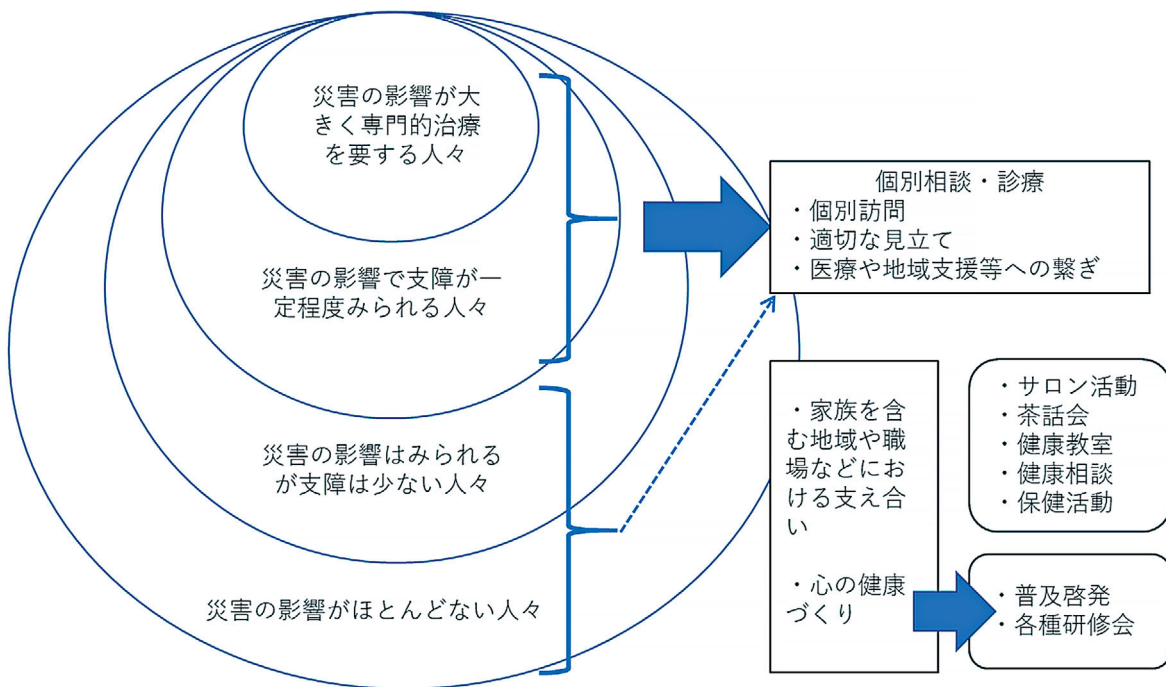 災害の影響が大
きく専門的治療
を要する人々
災害の影響で支障が一
定程度みられる人々
災害の影響はみられる
が支障は少ない人々
災害の影響がほとんどない人々
個別相談・診療
・個別訪問
・適切な見立て
・医療や地域支援等への繋ぎ
・家族を含
む地域や職
場などにお
ける支え合
い
・心の健康
づくり
・サロン活動
・茶話会
・健康教室
・健康相談
・保健活動
・普及啓発
・各種研修会